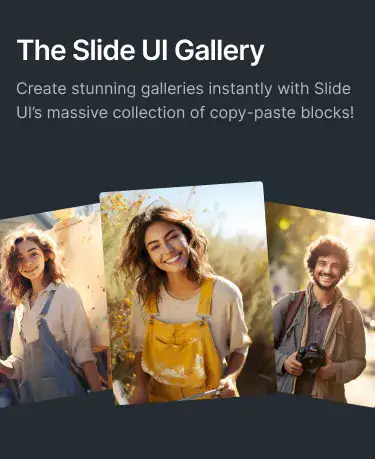 The Slide UI Gallery
Create stunning galleries instantly with Slide
UI’s massive collection of copy-paste blocks!